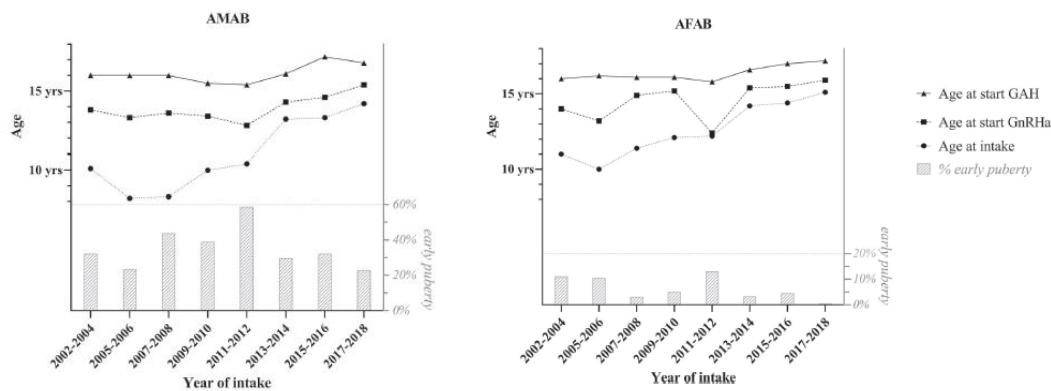 AMAB
Age
15 yrs
10 yrs
60%
40%
20%
0%
early puberty
2002-2004
2005-2006
2007-2008
2009-2010
2011-2012
2013-2014
2015-2016
2017-2018
Year of intake
AFAB
Age
15 yrs
10 yrs
20%
10%
0%
early puberty
2002-2004
2005-2006
2007-2008
2009-2010
2011-2012
2013-2014
2015-2016
2017-2018
Year of intake
Age at start GAH
Age at start GnRHa
Age at intake
% early puberty